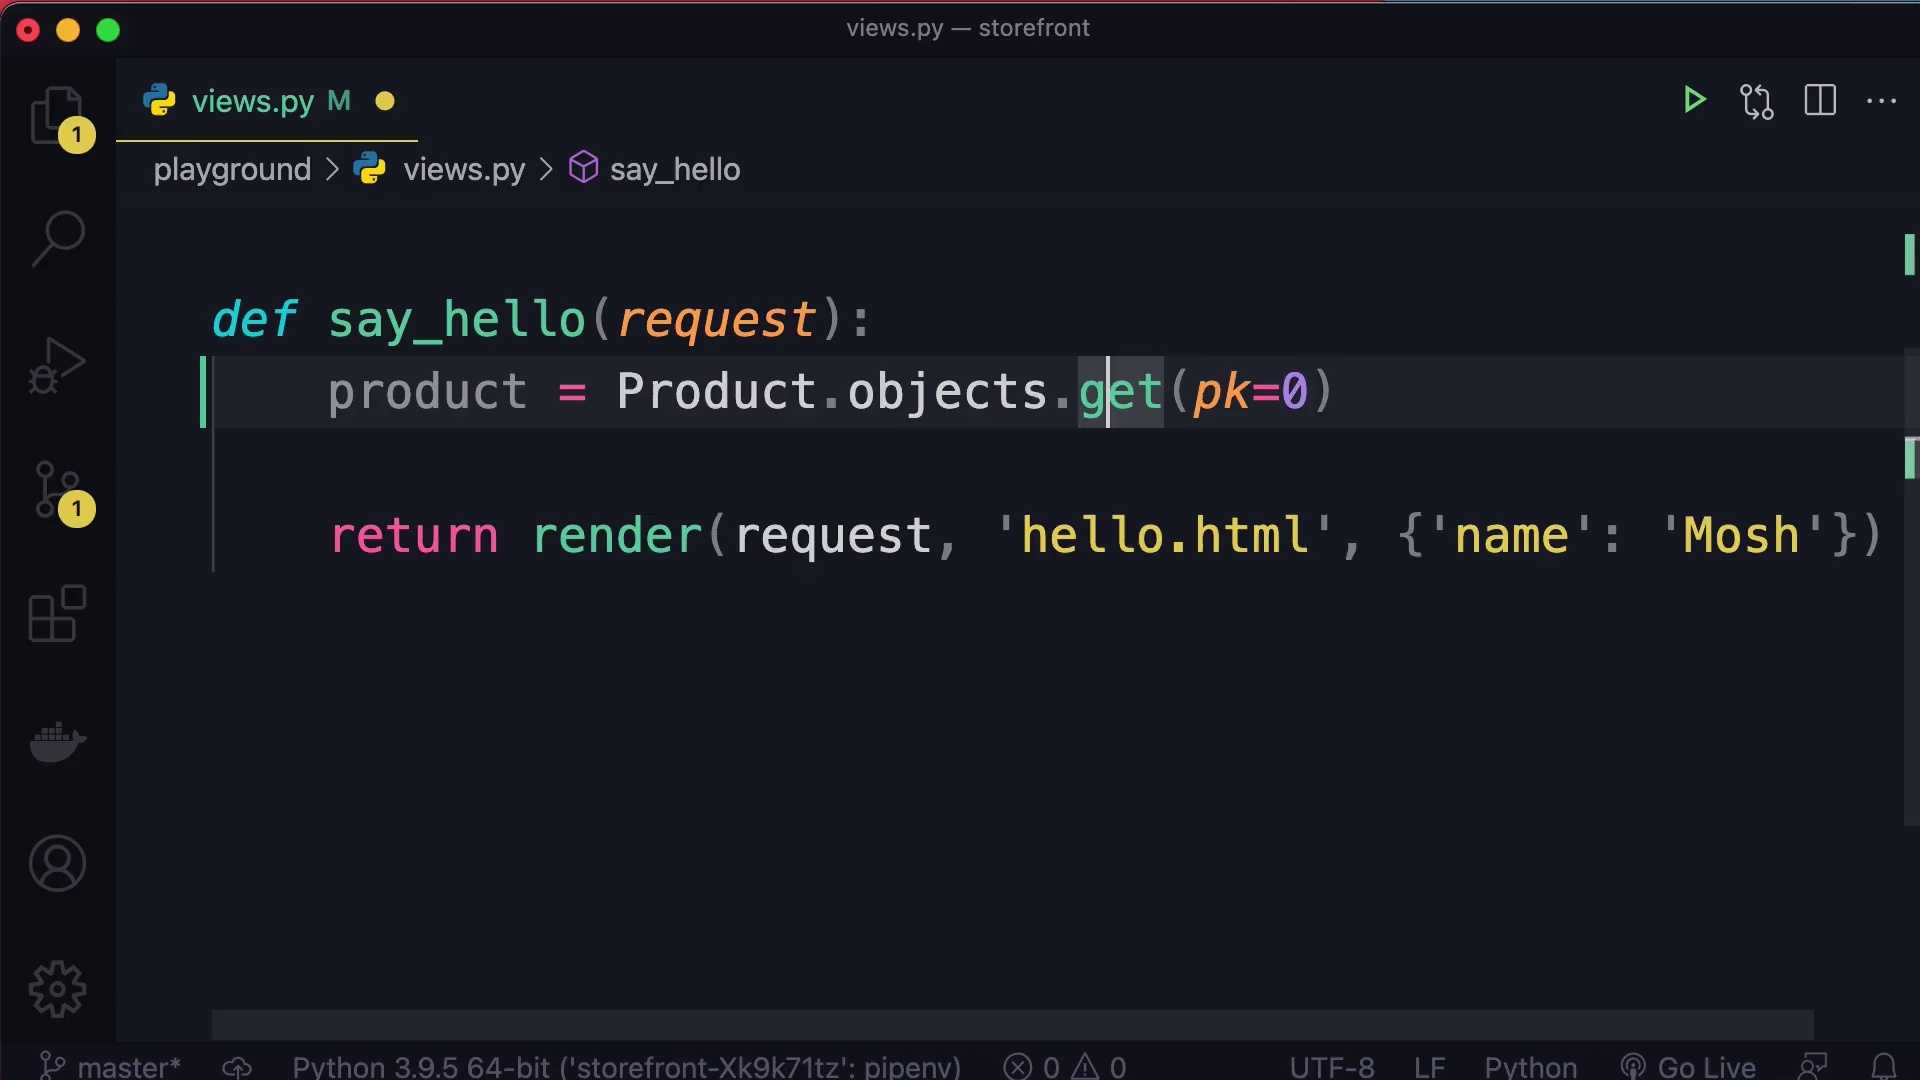 views.py — storefront
views.py M
1
playground > views.py > say_hello
def say_hello(request):
product = Product.objects.get(pk=0)
1
return render(request, 'hello.html', {'name': 'Mosh'})
master* Python 3.9.5 64-bit ('storefront-Xk9k71tz': pipenv) 0 0 UTF-8 LF Python Go Live